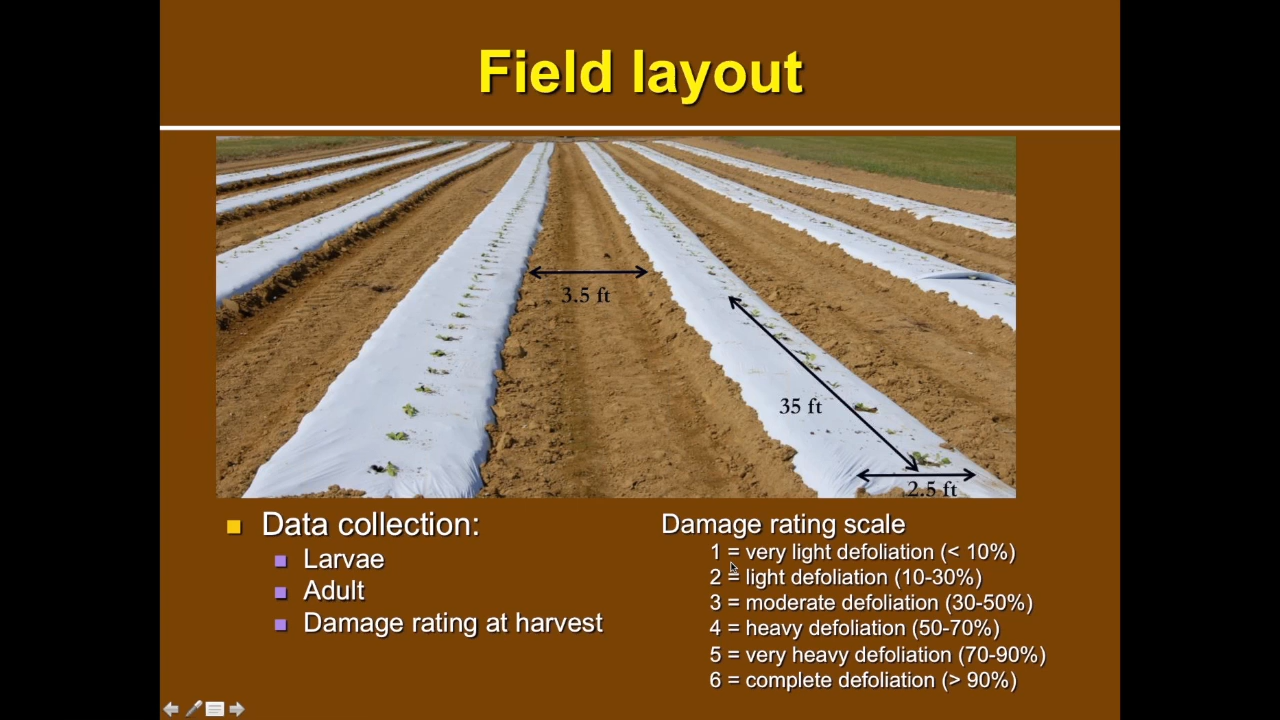 Field layout
3.5 ft
35 ft
2.5 ft
Data collection:
Larvae
Adult
Damage rating at harvest
Damage rating scale
1 = very light defoliation (< 10%)
2 = light defoliation (10-30%)
3 = moderate defoliation (30-50%)
4 = heavy defoliation (50-70%)
5 = very heavy defoliation (70-90%)
6 = complete defoliation (> 90%)